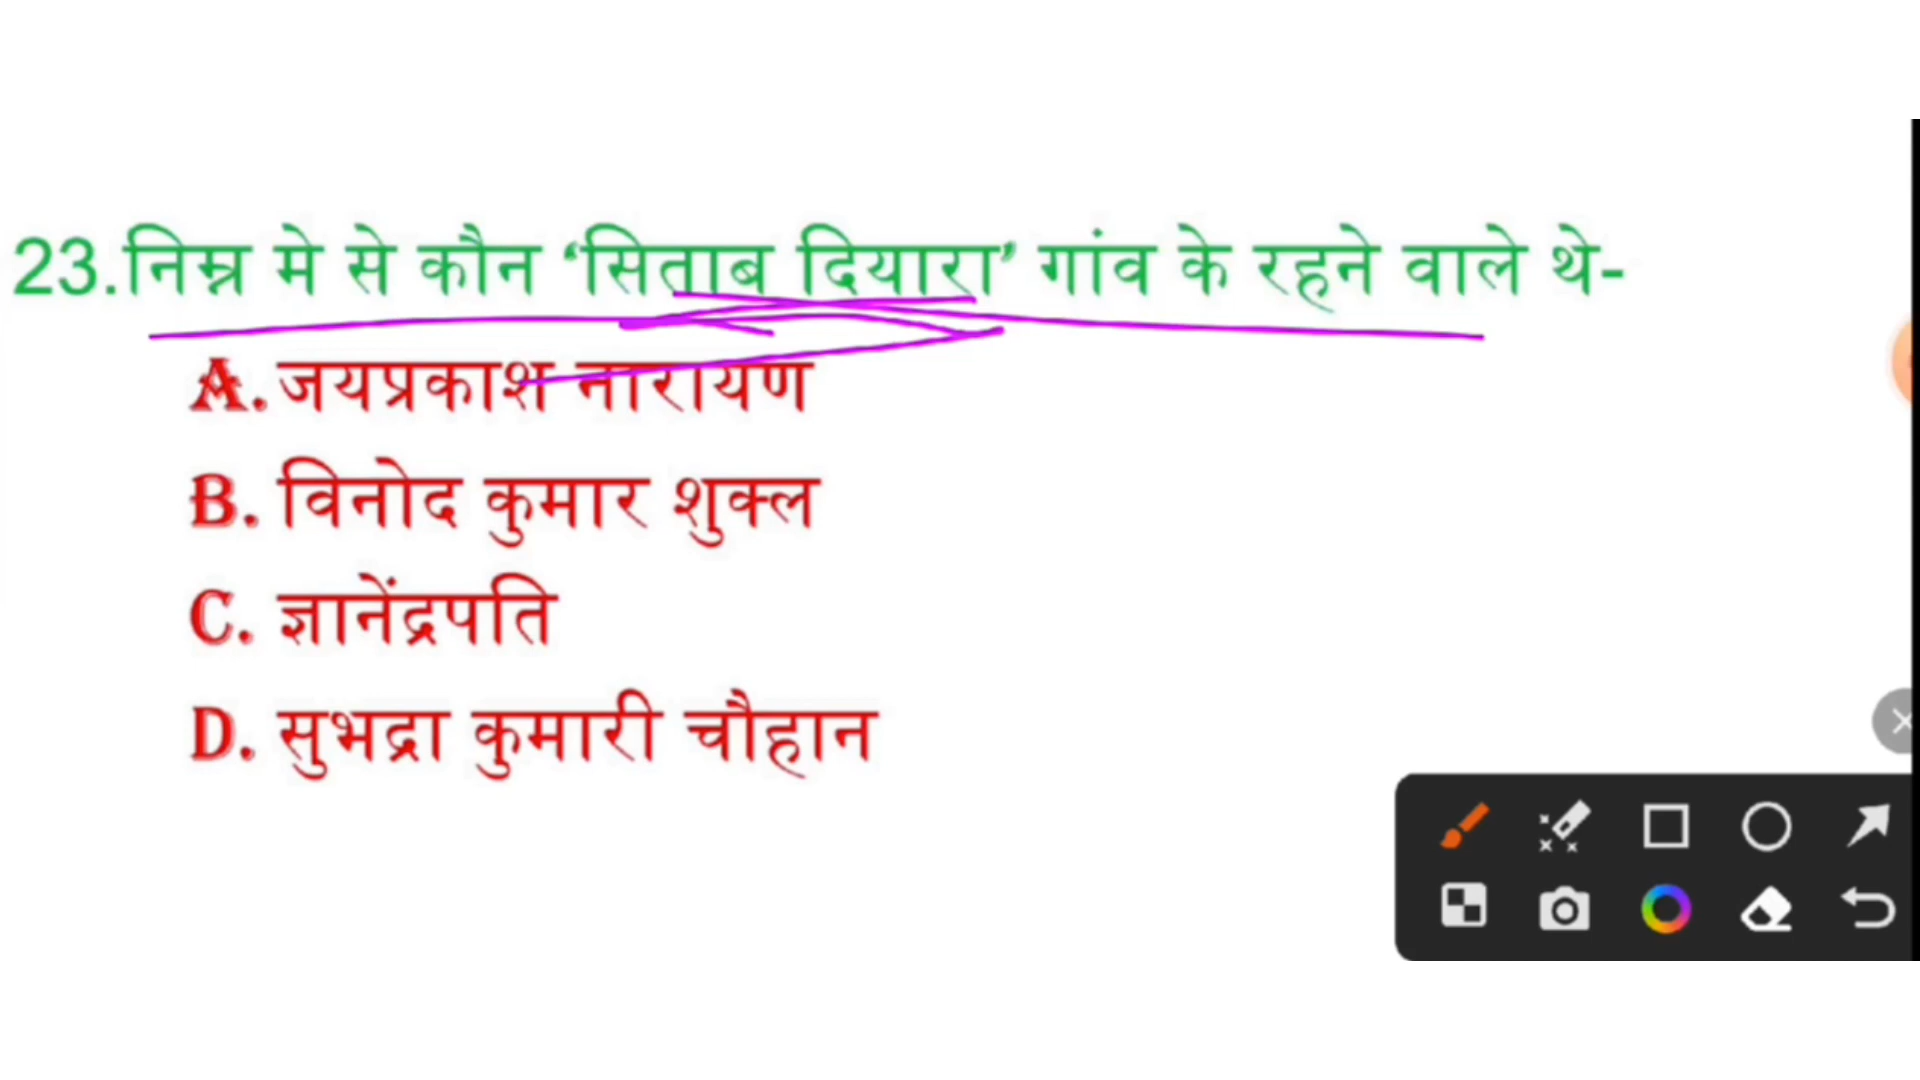 23.निम्न मे से कौन ‘सिताब दियारा’ गांव के रहने वाले थे-
A. जयप्रकाश नारायण
B. विनोद कुमार शुक्ल
C. ज्ञानेंद्रपति
D. सुभद्रा कुमारी चौहान